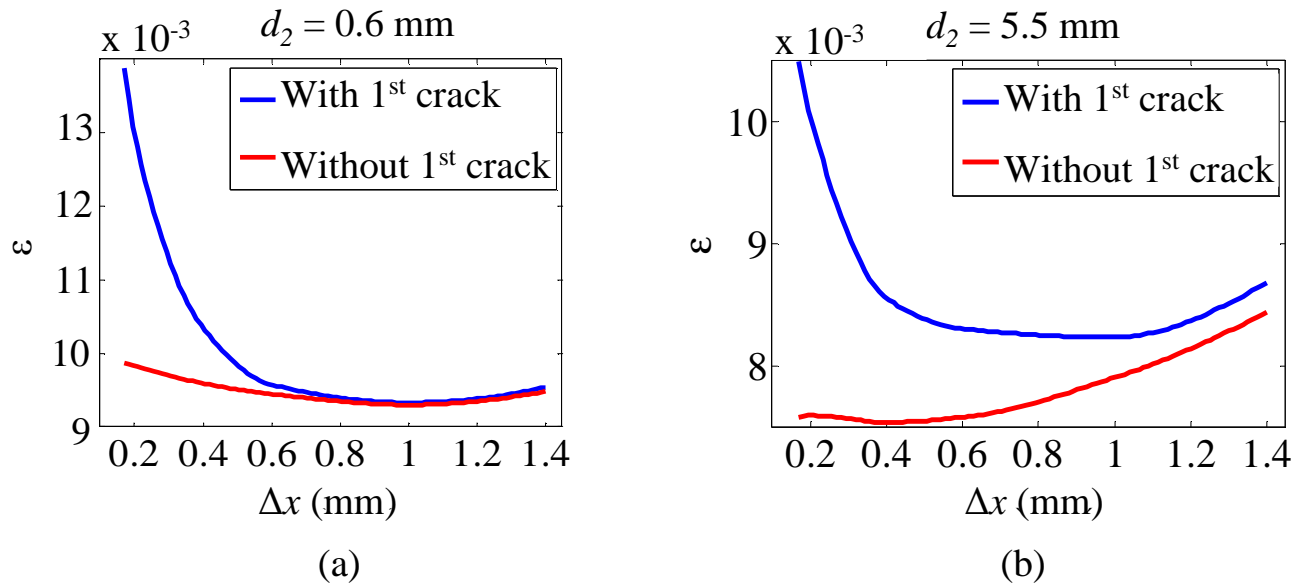 x 10⁻³
d₂ = 0.6 mm
With 1ˢᵗ crack
Without 1ˢᵗ crack
13
12
11
10
9
ε
0.2 0.4 0.6 0.8 1 1.2 1.4
Δx (mm)
(a)
x 10⁻³
d₂ = 5.5 mm
With 1ˢᵗ crack
Without 1ˢᵗ crack
10
9
8
ε
0.2 0.4 0.6 0.8 1 1.2 1.4
Δx (mm)
(b)